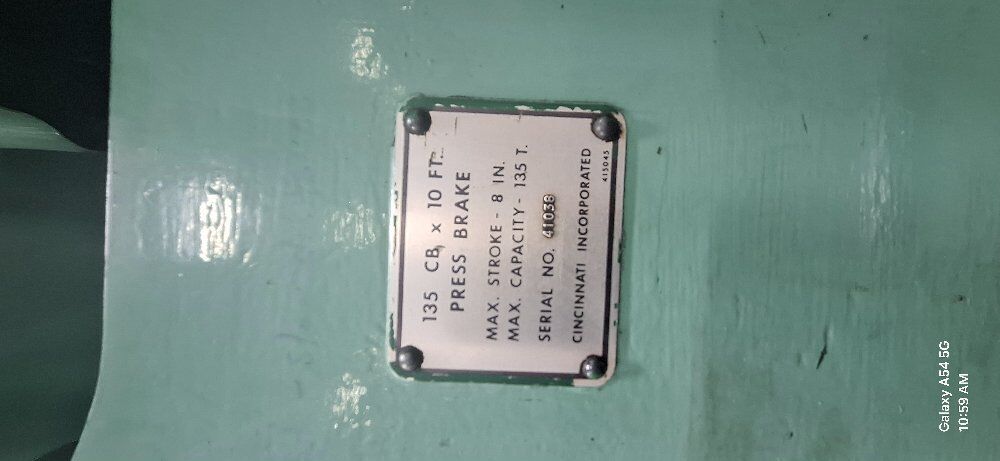 135 CB x 10 FT.
PRESS BRAKE
MAX. STROKE - 8 IN.
MAX. CAPACITY - 135 T.
SERIAL NO. 41038
CINCINNATI INCORPORATED
415045
Galaxy A54 5G
10:59 AM